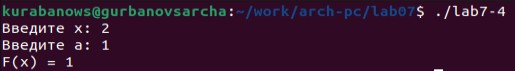 kurabanows@gurbanovsarcha:~/work/arch-pc/lab07$ ./lab7-4
Введите x: 2
Введите a: 1
F(x) = 1